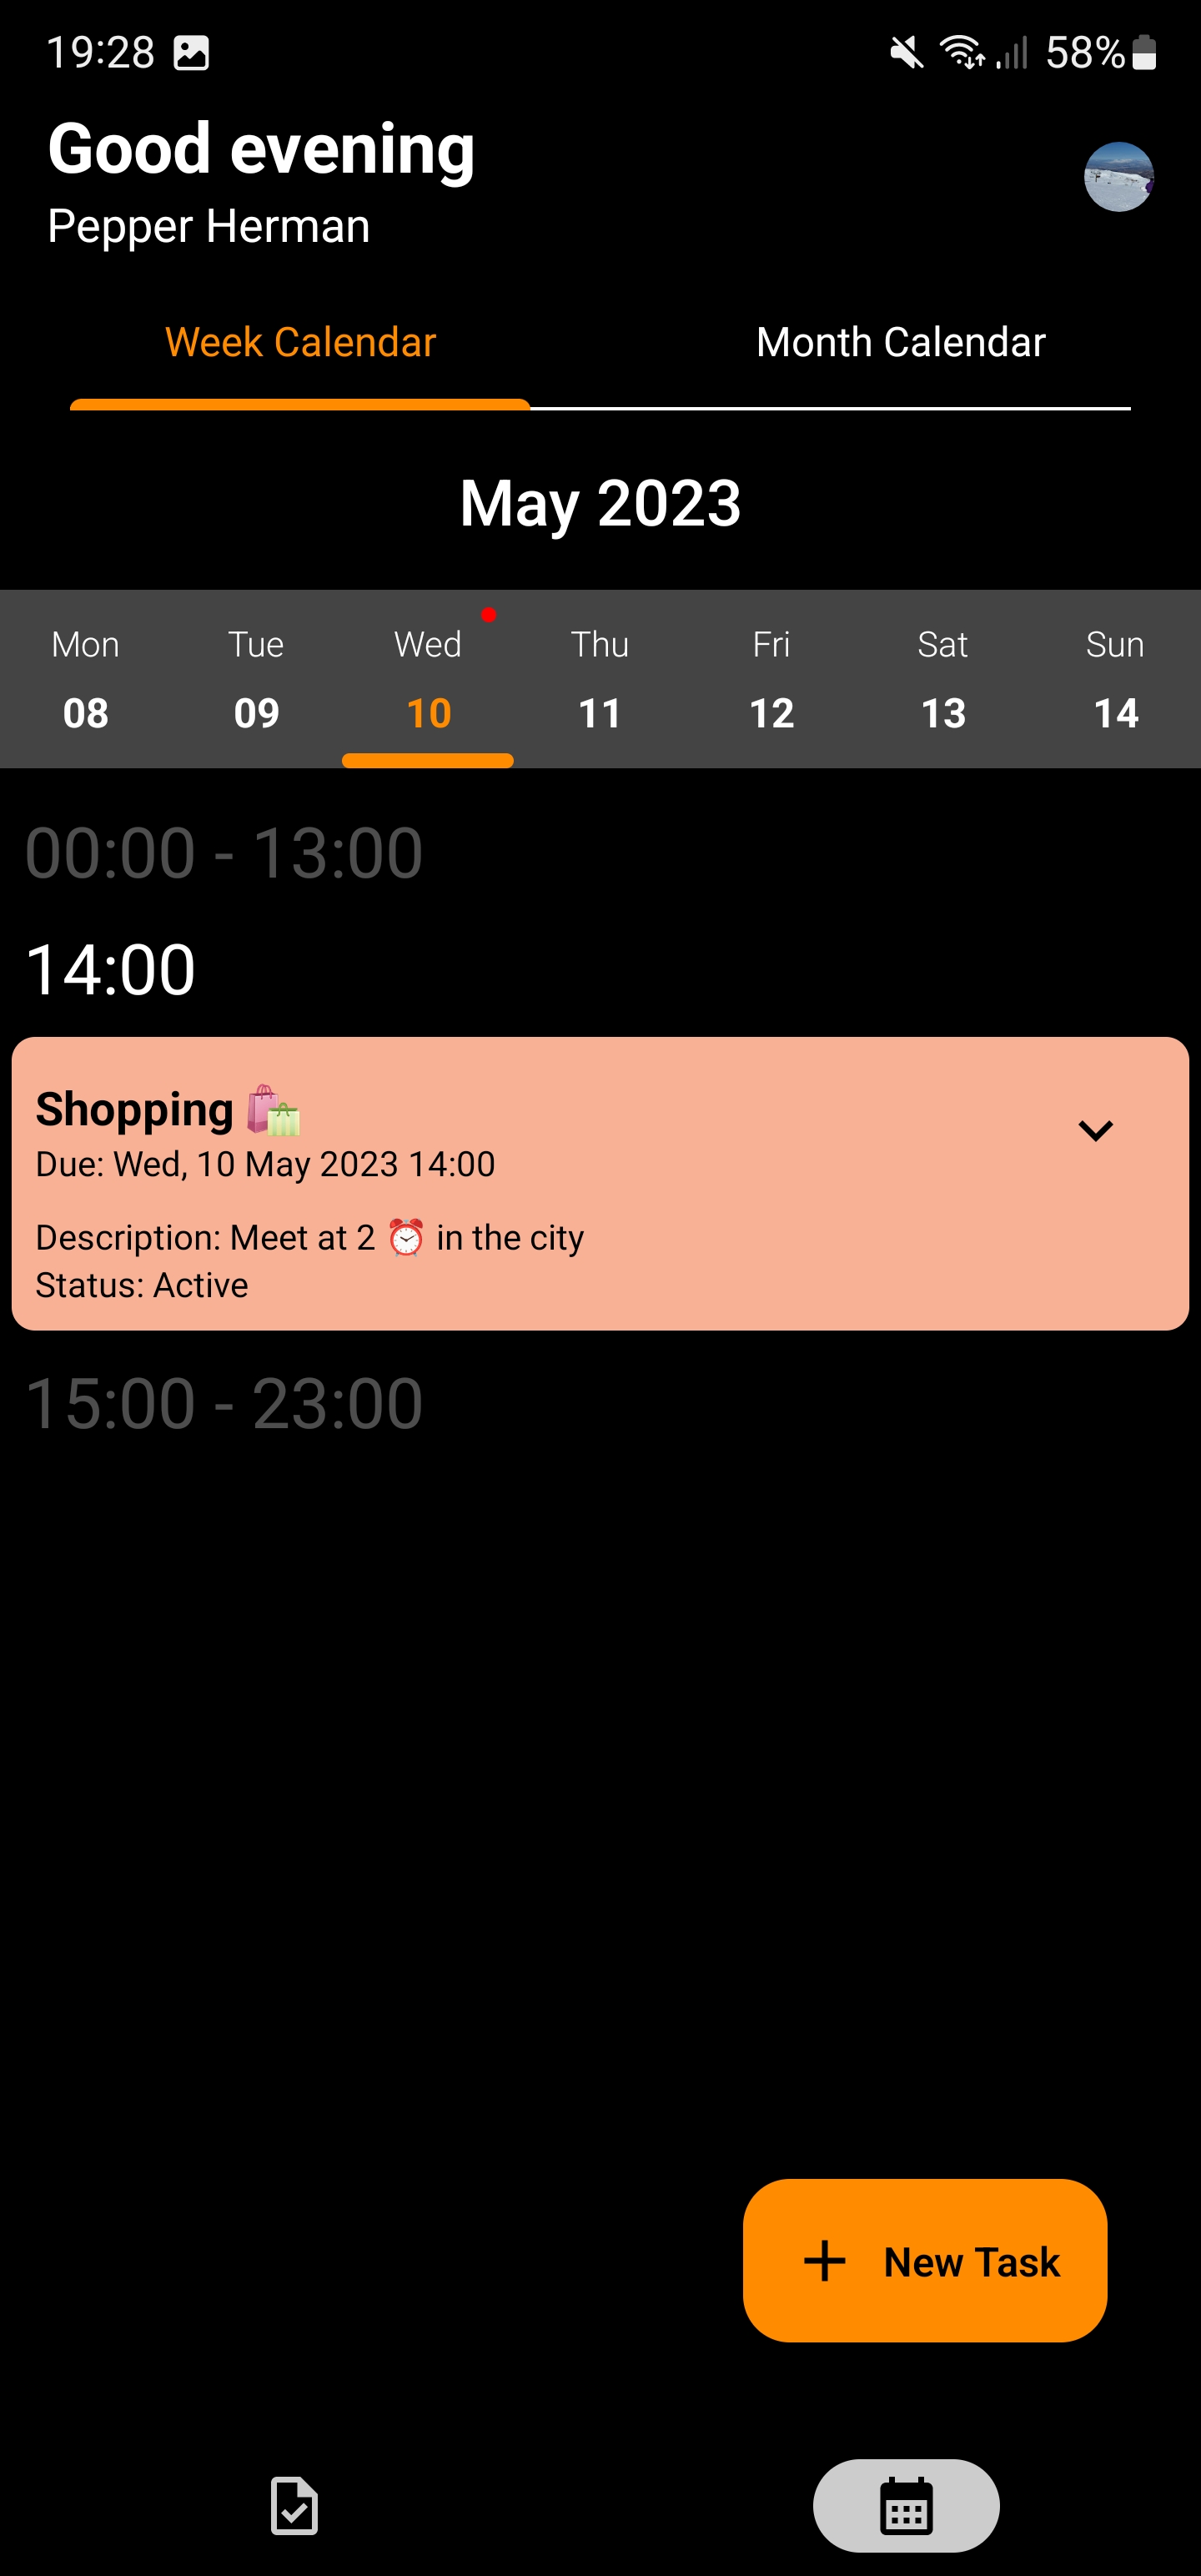 19:28 58%
Good evening
Pepper Herman
Week Calendar Month Calendar
May 2023
Mon Tue Wed Thu Fri Sat Sun
08 09 10 11 12 13 14
00:00 - 13:00
14:00
Shopping 🛍️
Due: Wed, 10 May 2023 14:00
Description: Meet at 2 ⏰ in the city
Status: Active
15:00 - 23:00
+ New Task